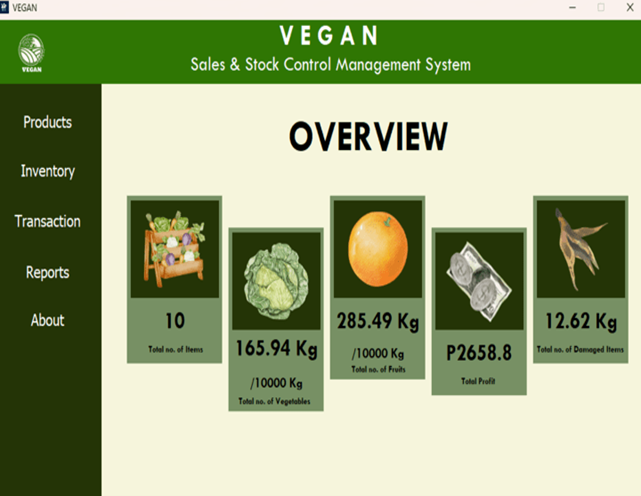 VEGAN
VEGAN
Sales & Stock Control Management System
VEGAN
Products
Inventory
Transaction
Reports
About
OVERVIEW
10
Total no. of Items
165.94 Kg
/10000 Kg
Total no. of Vegetables
285.49 Kg
/10000 Kg
Total no. of Fruits
P2658.8
Total Profit
12.62 Kg
Total no. of Damaged Items